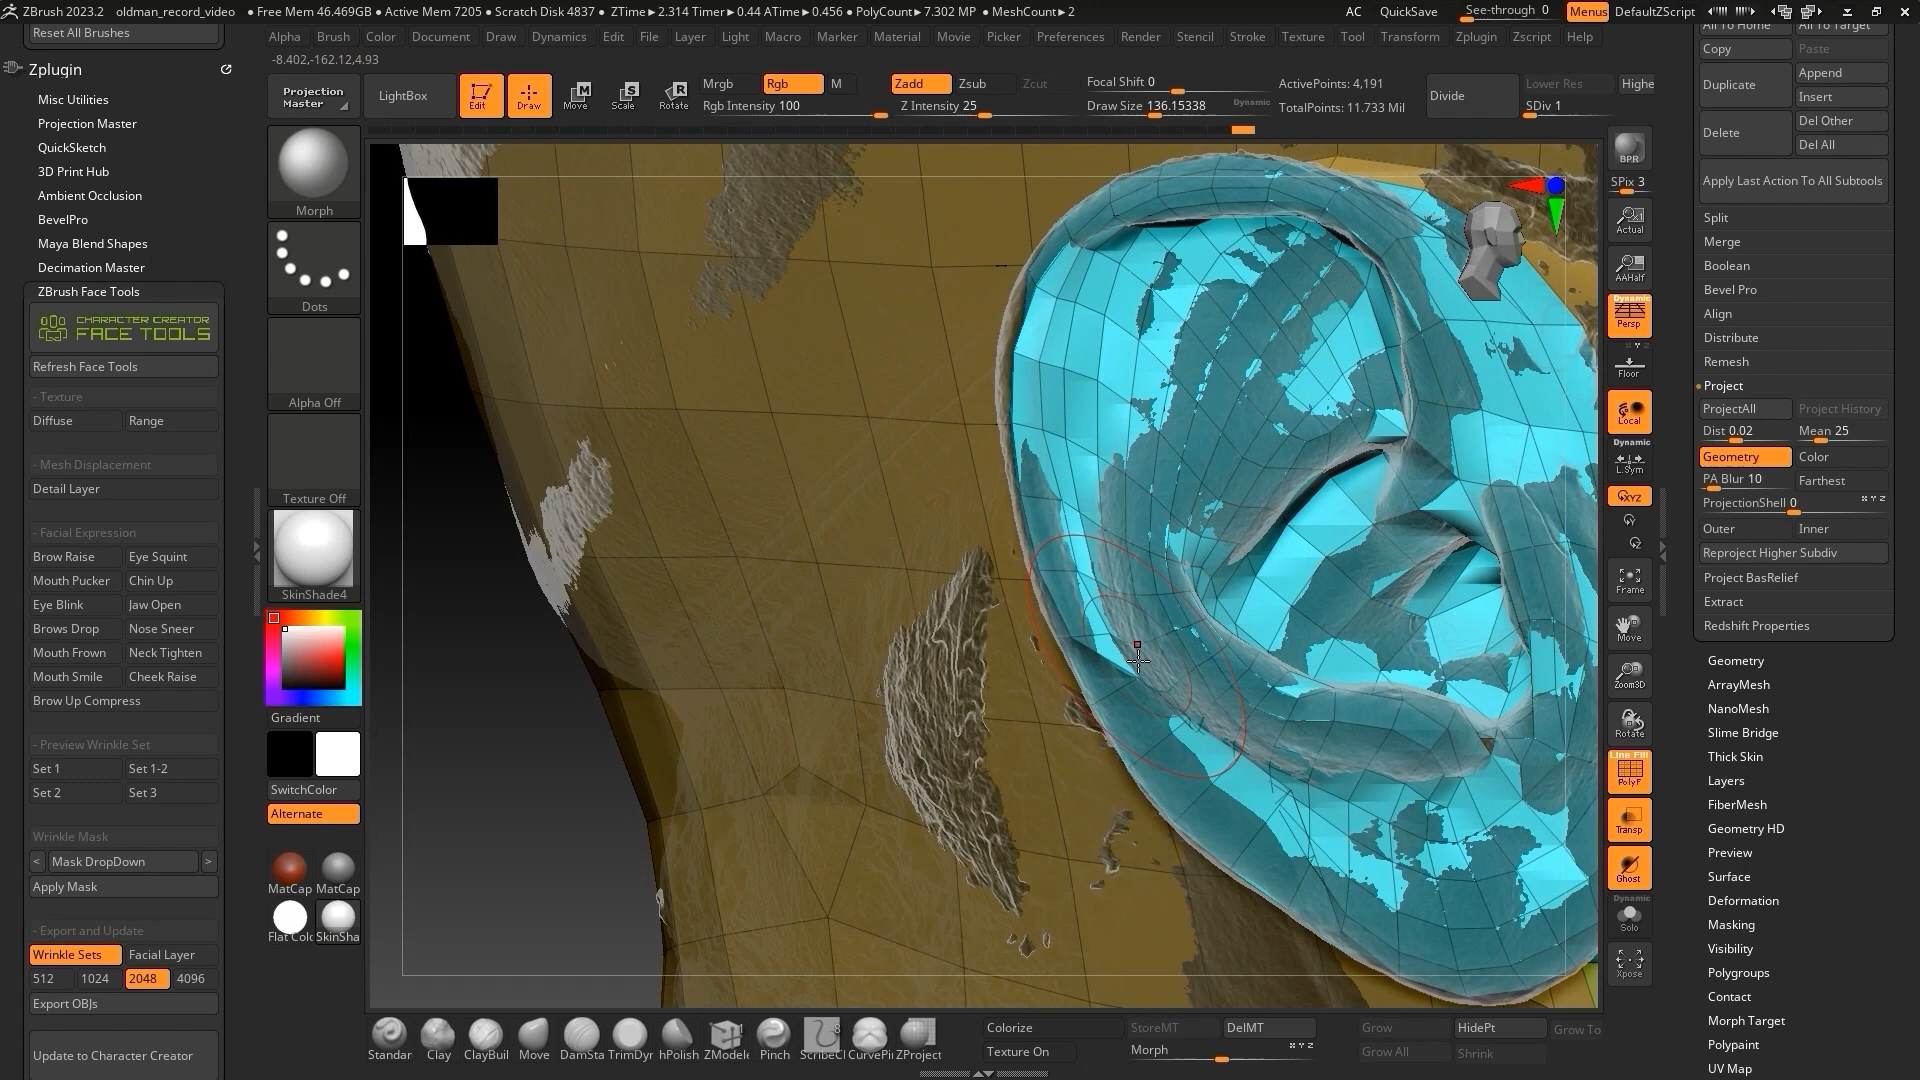 ZBrush 2023.2 oldman_record_video ● Free Mem 46.469GB ● Active Mem 7205 ● Scratch Disk 4837 ● ZTime►2.314 Timer►0.44 ATime►0.456 ● PolyCount►7.302 MP ● MeshCount►2 AC QuickSave See-through 0 Menus DefaultZScript
Reset All Brushes
Alpha Brush Color Document Draw Dynamics Edit File Layer Light Macro Marker Material Movie Picker Preferences Render Stencil Stroke Texture Tool Transform Zplugin Zscript Help
-8.402,-162.12,4.93
Zplugin
Misc Utilities
Projection Master
QuickSketch
3D Print Hub
Ambient Occlusion
BevelPro
Maya Blend Shapes
Decimation Master
ZBrush Face Tools
CHARACTER CREATOR
FACE TOOLS
Refresh Face Tools
- Texture
Diffuse Range
- Mesh Displacement
Detail Layer
- Facial Expression
Brow Raise Eye Squint
Mouth Pucker Chin Up
Eye Blink Jaw Open
Brows Drop Nose Sneer
Mouth Frown Neck Tighten
Mouth Smile Cheek Raise
Brow Up Compress
- Preview Wrinkle Set
Set 1 Set 1-2
Set 2 Set 3
Wrinkle Mask
< Mask DropDown >
Apply Mask
- Export and Update
Wrinkle Sets Facial Layer
512 1024 2048 4096
Export OBJs
Update to Character Creator
Projection
Master
LightBox
Edit Draw Move Scale Rotate
Mrgb Rgb M
Rgb Intensity 100
Zadd Zsub Zcut
Z Intensity 25
Focal Shift 0
Draw Size 136.15338 Dynamic
ActivePoints: 4,191
TotalPoints: 11.733 Mil
Divide
Lower Res Highe
SDiv 1
Morph
Dots
Alpha Off
Texture Off
SkinShade4
Gradient
SwitchColor
Alternate
MatCap MatCap
Flat Colo SkinSha
BPR
SPix 3
Actual
AAHalf
Dynamic
Persp
Floor
Local
Dynamic
L.Sym
XYZ
Frame
Move
Zoom3D
Rotate
Line Fill
PolyF
Transp
Ghost
Dynamic
Solo
Xpose
Standar Clay ClayBuil Move DamSta TrimDyr hPolish ZModele Pinch ScribeCl CurvePi ZProject
Colorize
Texture On
StoreMT DelMT
Morph
Grow HidePt Grow To
Grow All Shrink
All To Home All To Target
Copy Paste
Duplicate Append
Insert
Delete Del Other
Del All
Apply Last Action To All Subtools
Split
Merge
Boolean
Bevel Pro
Align
Distribute
Remesh
Project
ProjectAll Project History
Dist 0.02 Mean 25
Geometry Color
PA Blur 10 Farthest
ProjectionShell 0
Outer Inner
Reproject Higher Subdiv
Project BasRelief
Extract
Redshift Properties
Geometry
ArrayMesh
NanoMesh
Slime Bridge
Thick Skin
Layers
FiberMesh
Geometry HD
Preview
Surface
Deformation
Masking
Visibility
Polygroups
Contact
Morph Target
Polypaint
UV Map